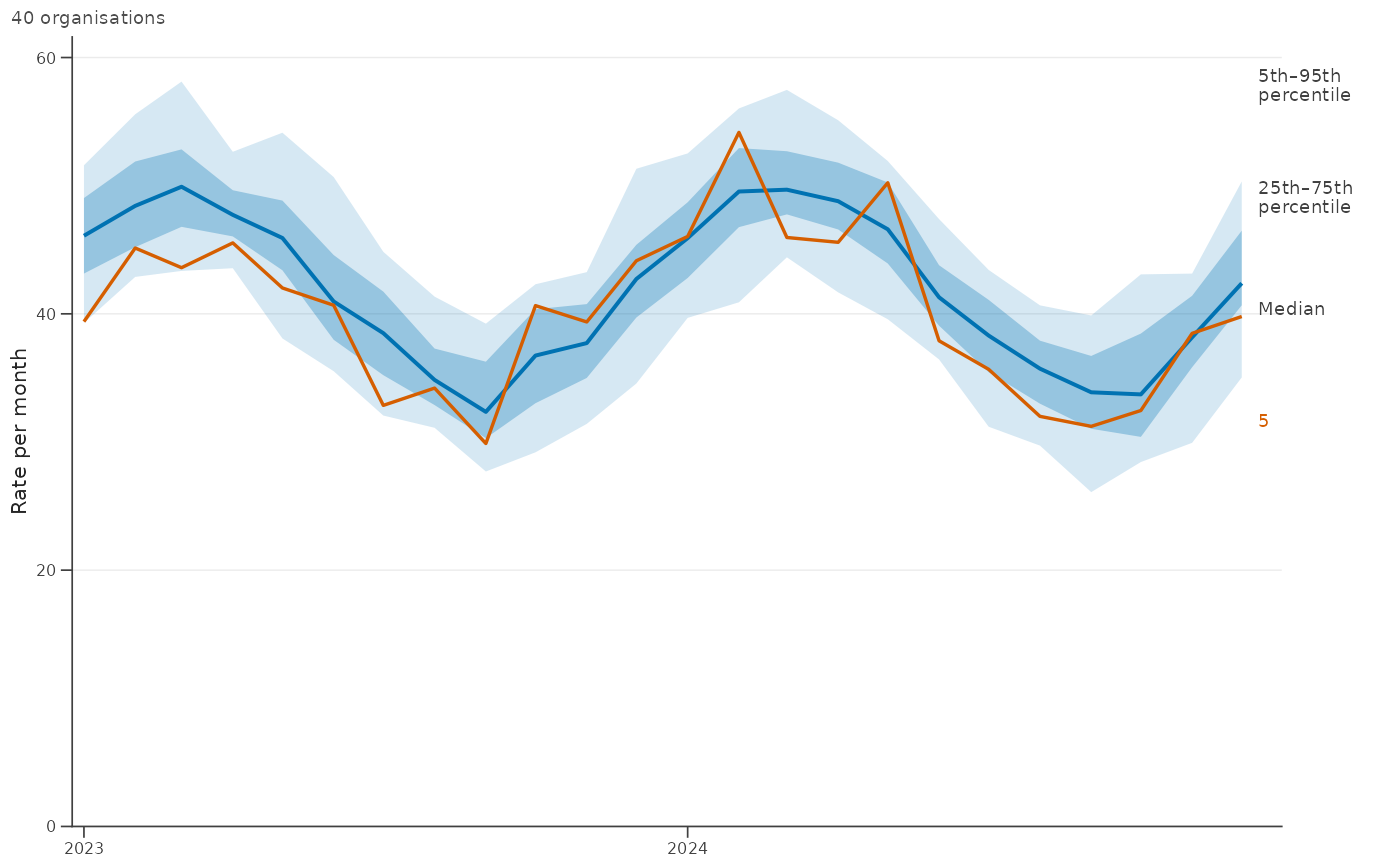 40 organisations
60
40
20
0
Rate per month
2023
2024
5th–95th
percentile
25th–75th
percentile
Median
5